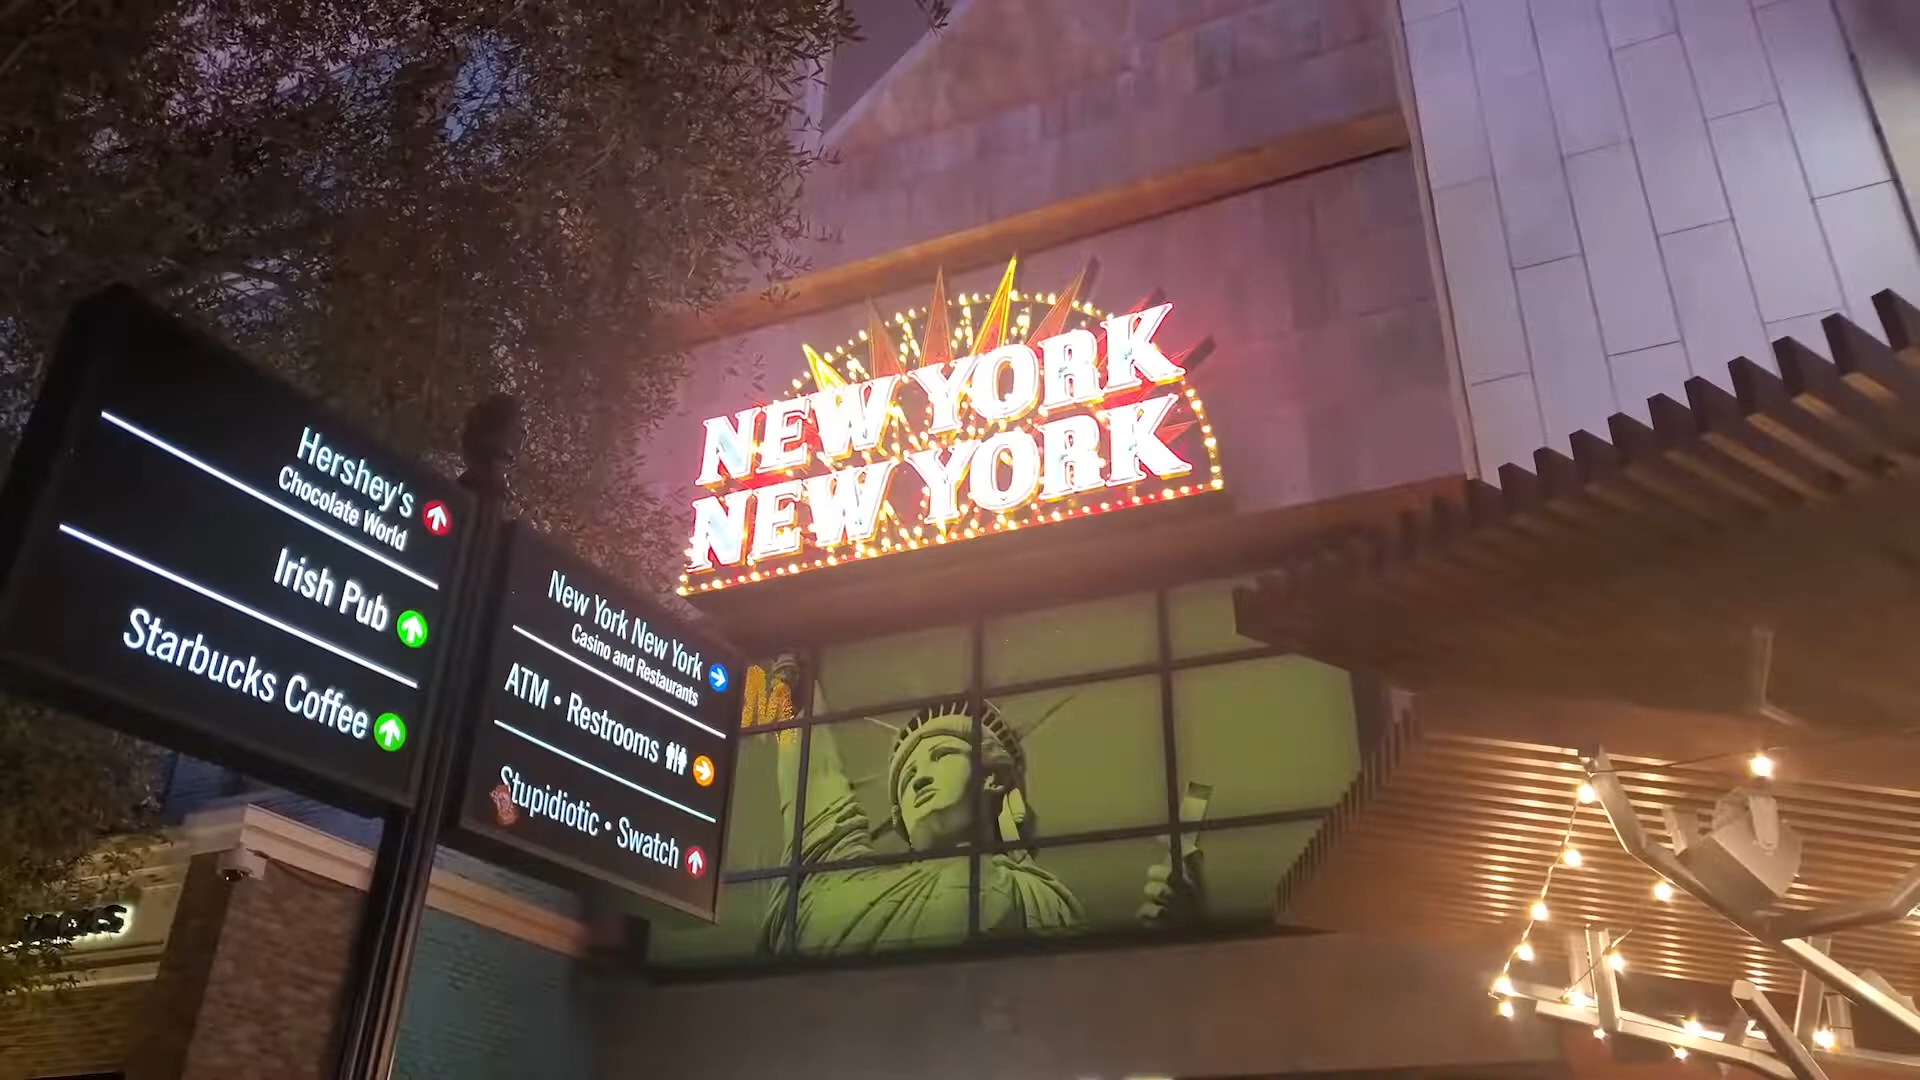 Hershey's
Chocolate World
Irish Pub
Starbucks Coffee
New York New York
Casino and Restaurants
ATM • Restrooms
Stupidiotic • Swatch
NEW YORK
NEW YORK